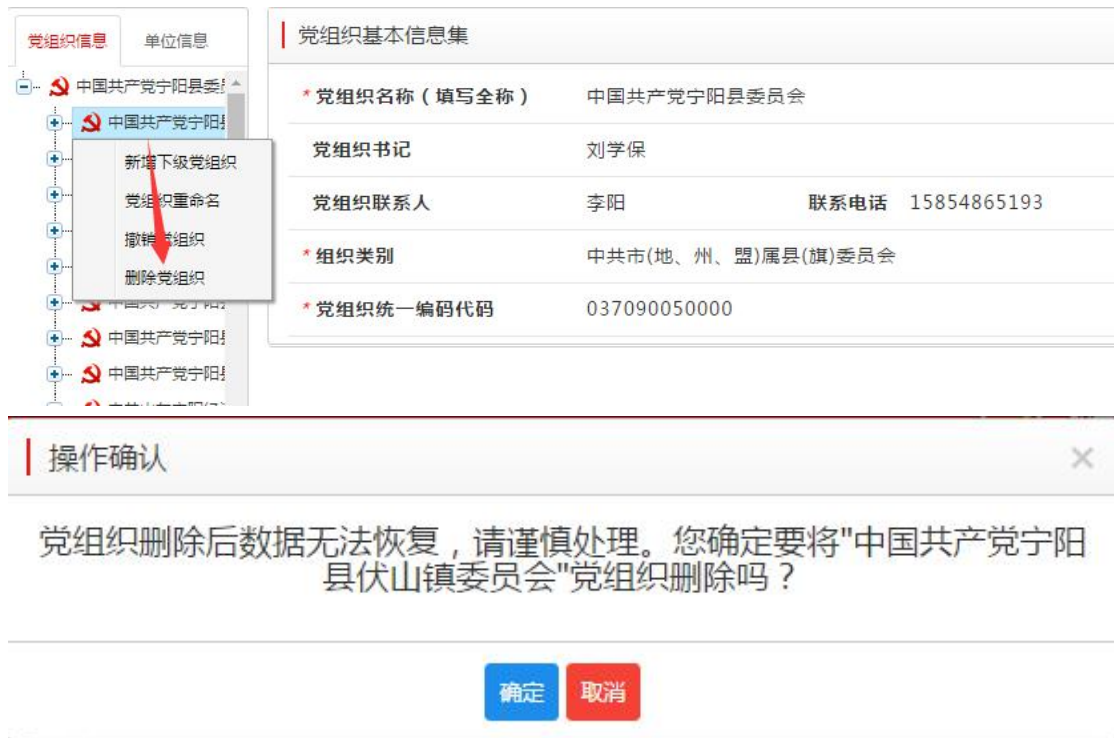 党组织信息 单位信息
中国共产党宁阳县委
中国共产党宁阳
新增下级党组织
党组织重命名
撤销党组织
删除党组织
中国共产党宁阳
中国共产党宁阳
党组织基本信息集
*党组织名称（填写全称） 中国共产党宁阳县委员会
党组织书记 刘学保
党组织联系人 李阳 联系电话 15854865193
*组织类别 中共市(地、州、盟)属县(旗)委员会
*党组织统一编码代码 037090050000
操作确认 ×
党组织删除后数据无法恢复，请谨慎处理。您确定要将"中国共产党宁阳
县伏山镇委员会"党组织删除吗？
确定 取消